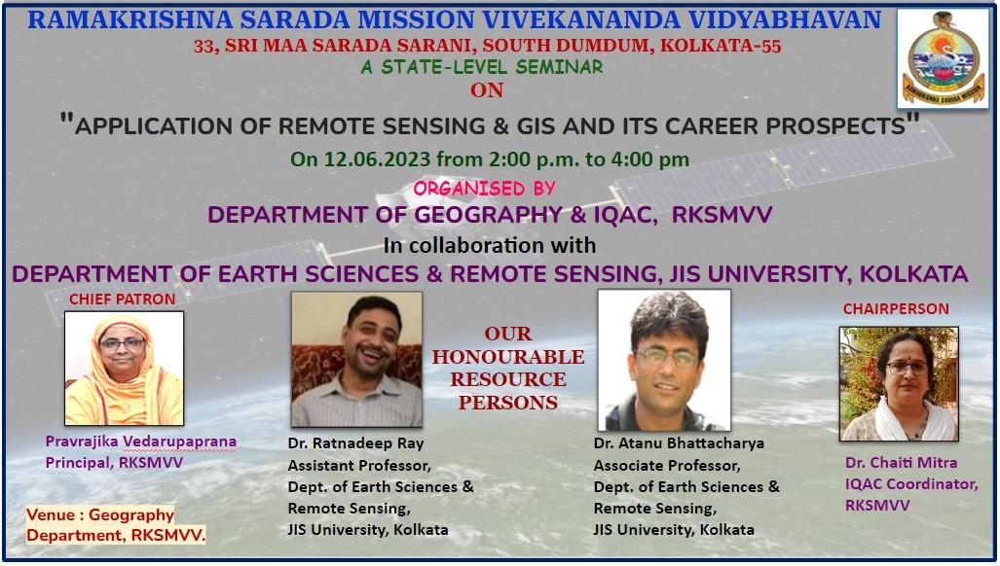 RAMAKRISHNA SARADA MISSION VIVEKANANDA VIDYABHAVAN
33, SRI MAA SARADA SARANI, SOUTH DUMDUM, KOLKATA-55
A STATE-LEVEL SEMINAR
ON
"APPLICATION OF REMOTE SENSING & GIS AND ITS CAREER PROSPECTS"
On 12.06.2023 from 2:00 p.m. to 4:00 pm
ORGANISED BY
DEPARTMENT OF GEOGRAPHY & IQAC, RKSMVV
In collaboration with
DEPARTMENT OF EARTH SCIENCES & REMOTE SENSING, JIS UNIVERSITY, KOLKATA
CHIEF PATRON
Pravrajika Vedarupaprana
Principal, RKSMVV
OUR
HONOURABLE
RESOURCE
PERSONS
Dr. Ratnadeep Ray
Assistant Professor,
Dept. of Earth Sciences &
Remote Sensing,
JIS University, Kolkata
Dr. Atanu Bhattacharya
Associate Professor,
Dept. of Earth Sciences &
Remote Sensing,
JIS University, Kolkata
CHAIRPERSON
Dr. Chaiti Mitra
IQAC Coordinator,
RKSMVV
Venue : Geography
Department, RKSMVV.
RAMAKRISHNA SARADA MISSION